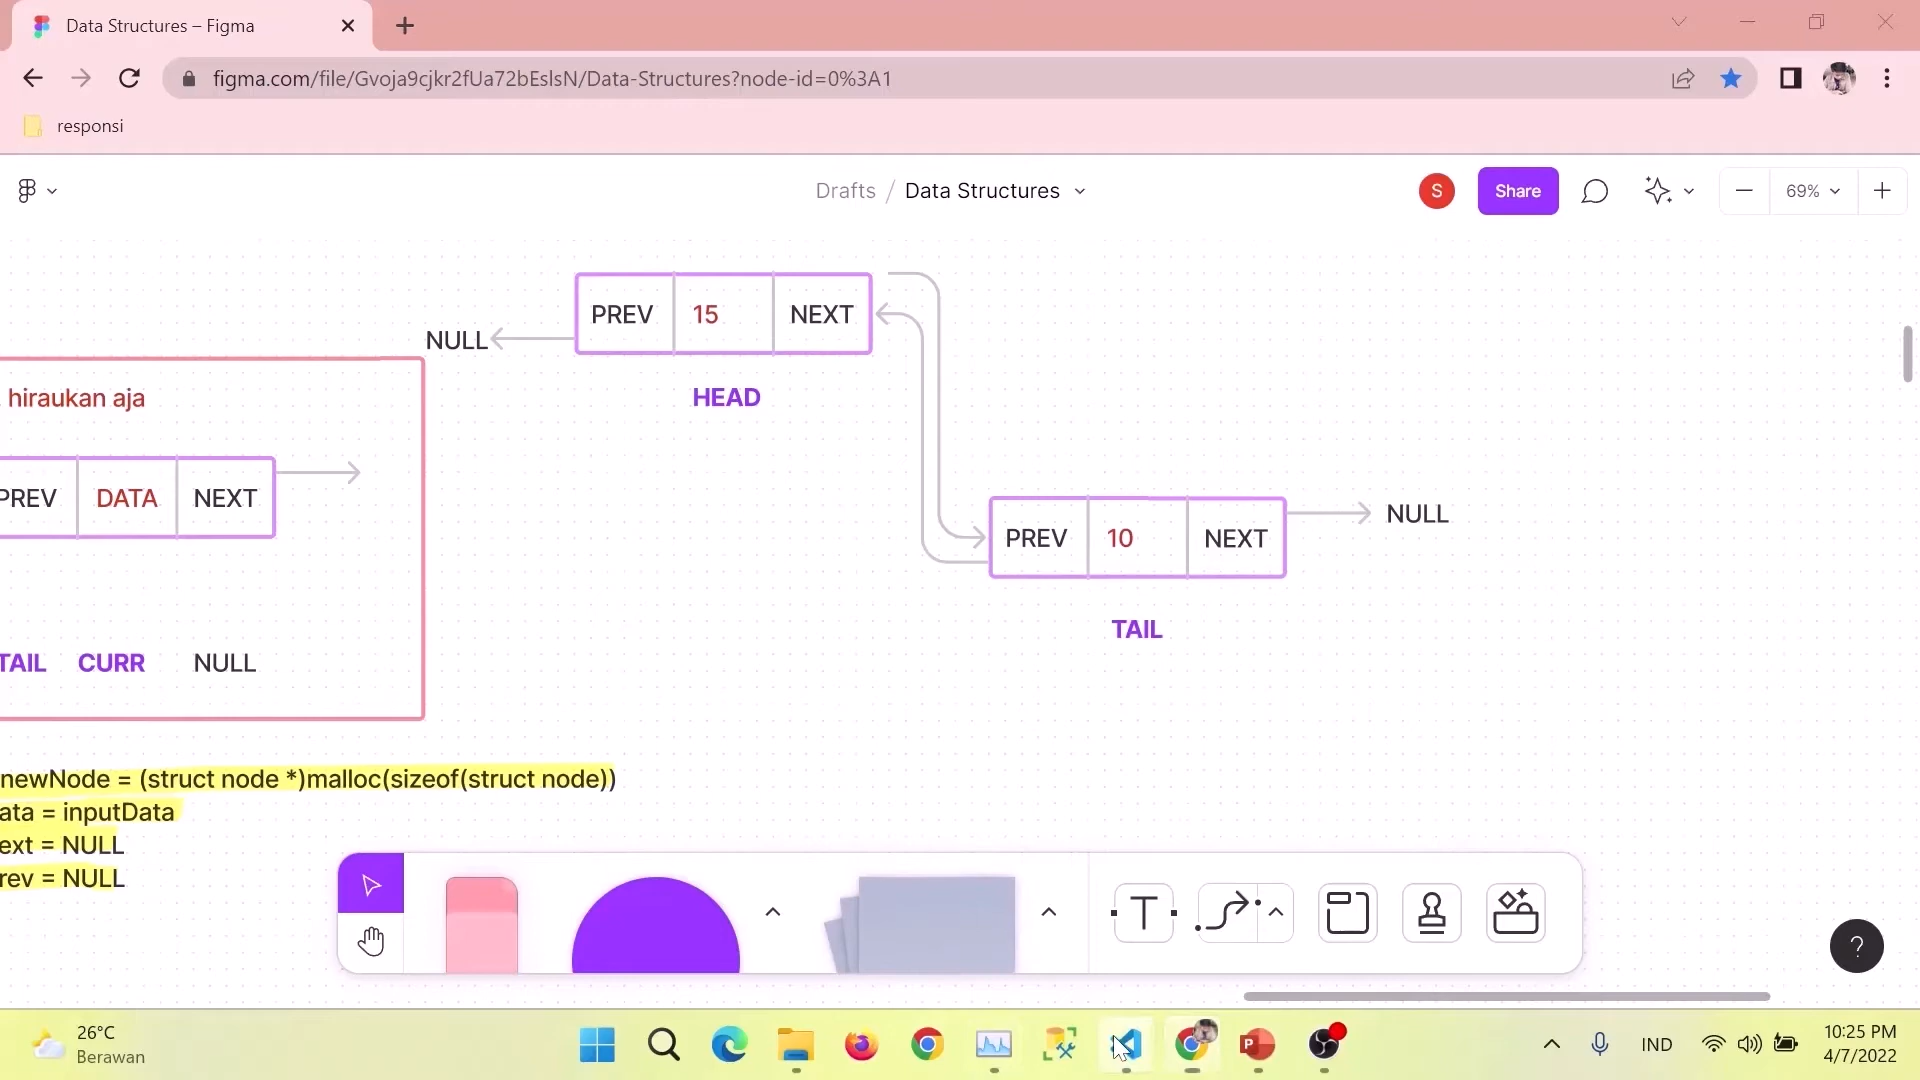 Data Structures – Figma
figma.com/file/Gvoja9cjkr2fUa72bEslsN/Data-Structures?node-id=0%3A1
responsi
Drafts / Data Structures
S
Share
69%
PREV 15 NEXT
NULL
HEAD
hiraukan aja
PREV DATA NEXT
PREV 10 NEXT
NULL
TAIL
TAIL CURR NULL
newNode = (struct node *)malloc(sizeof(struct node))
ata = inputData
ext = NULL
rev = NULL
T
?
26°C
Berawan
P
IND
10:25 PM
4/7/2022